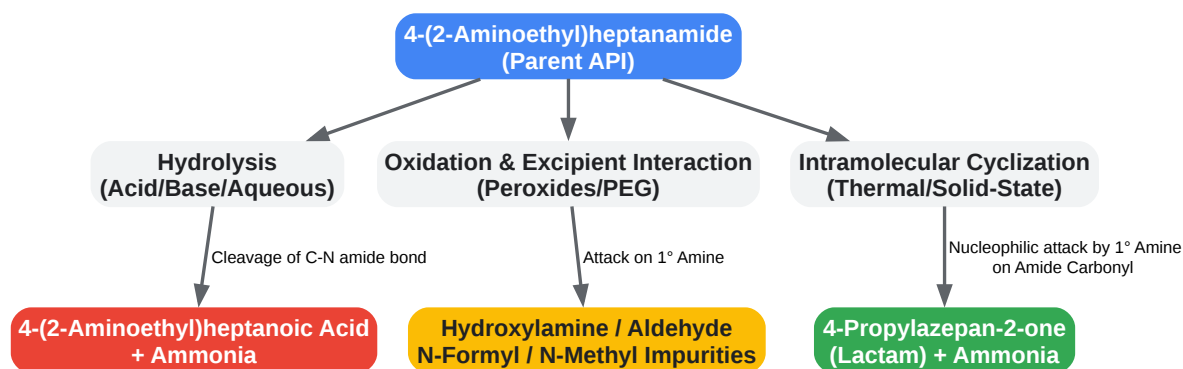 4-(2-Aminoethyl)heptanamide
(Parent API)
Hydrolysis
(Acid/Base/Aqueous)
Oxidation & Excipient Interaction
(Peroxides/PEG)
Intramolecular Cyclization
(Thermal/Solid-State)
Cleavage of C-N amide bond
Attack on 1° Amine
Nucleophilic attack by 1° Amine
on Amide Carbonyl
4-(2-Aminoethyl)heptanoic Acid
+ Ammonia
Hydroxylamine / Aldehyde
N-Formyl / N-Methyl Impurities
4-Propylazepan-2-one
(Lactam) + Ammonia